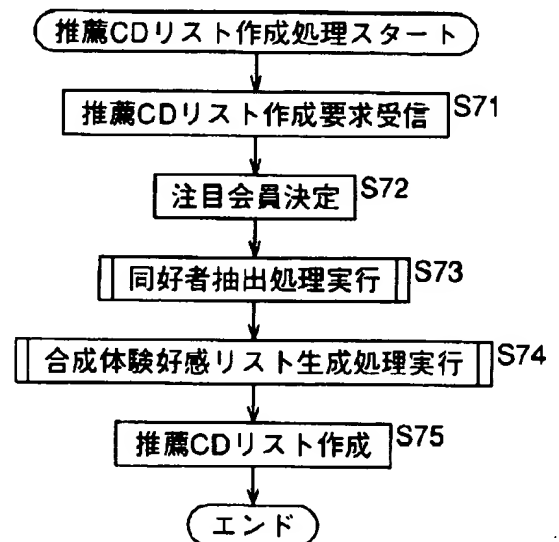 推薦CDリスト作成処理スタート
推薦CDリスト作成要求受信 S71
注目会員決定 S72
同好者抽出処理実行 S73
合成体験好感リスト生成処理実行 S74
推薦CDリスト作成 S75
エンド